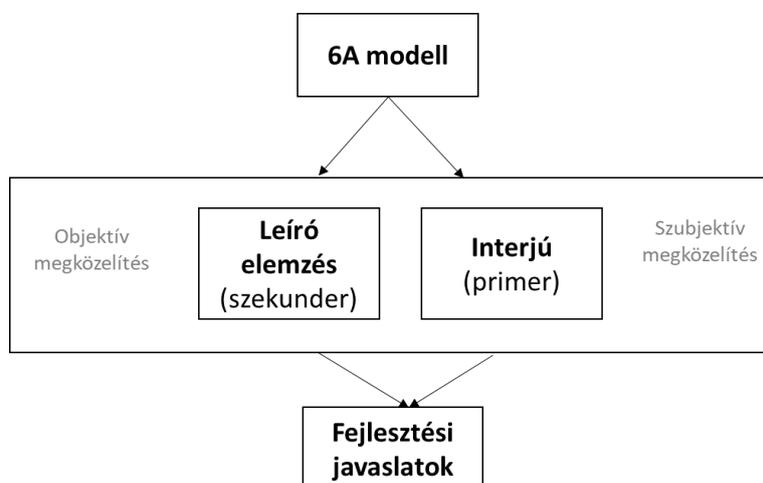 6A modell
Objektív
megközelítés
Leíró
elemzés
(szekunder)
Interjú
(primer)
Szubjektív
megközelítés
Fejlesztési
javaslatok